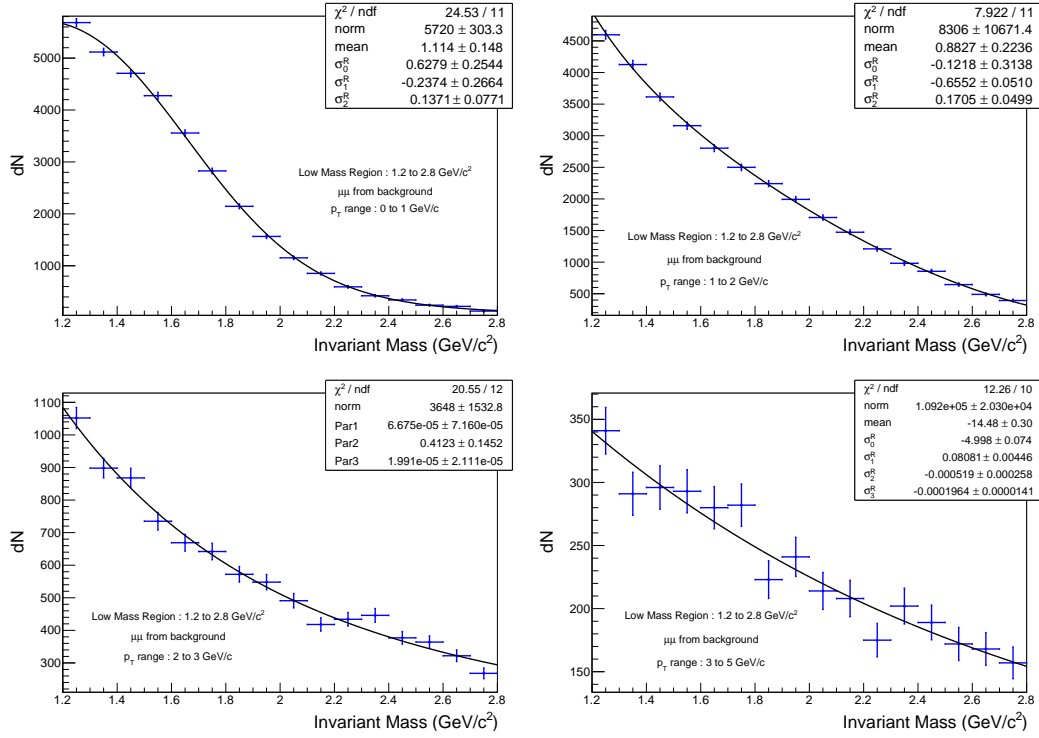 χ² / ndf 24.53 / 11
norm 5720 ± 303.3
mean 1.114 ± 0.148
σ₀ᴿ 0.6279 ± 0.2544
σ₁ᴿ -0.2374 ± 0.2664
σ₂ᴿ 0.1371 ± 0.0771
dN
5000
4000
3000
2000
1000
Low Mass Region : 1.2 to 2.8 GeV/c²
μμ from background
p_T range : 0 to 1 GeV/c
1.2 1.4 1.6 1.8 2 2.2 2.4 2.6 2.8
Invariant Mass (GeV/c²)
χ² / ndf 7.922 / 11
norm 8306 ± 10671.4
mean 0.8827 ± 0.2236
σ₀ᴿ -0.1218 ± 0.3138
σ₁ᴿ -0.6552 ± 0.0510
σ₂ᴿ 0.1705 ± 0.0499
dN
4500
4000
3500
3000
2500
2000
1500
1000
500
Low Mass Region : 1.2 to 2.8 GeV/c²
μμ from background
p_T range : 1 to 2 GeV/c
1.2 1.4 1.6 1.8 2 2.2 2.4 2.6 2.8
Invariant Mass (GeV/c²)
χ² / ndf 20.55 / 12
norm 3648 ± 1532.8
Par1 6.675e-05 ± 7.160e-05
Par2 0.4123 ± 0.1452
Par3 1.991e-05 ± 2.111e-05
dN
1100
1000
900
800
700
600
500
400
300
Low Mass Region : 1.2 to 2.8 GeV/c²
μμ from background
p_T range : 2 to 3 GeV/c
1.2 1.4 1.6 1.8 2 2.2 2.4 2.6 2.8
Invariant Mass (GeV/c²)
χ² / ndf 12.26 / 10
norm 1.092e+05 ± 2.030e+04
mean -14.48 ± 0.30
σ₀ᴿ -4.998 ± 0.074
σ₁ᴿ 0.08081 ± 0.00446
σ₂ᴿ -0.000519 ± 0.000258
σ₃ᴿ -0.0001964 ± 0.0000141
dN
350
300
250
200
150
Low Mass Region : 1.2 to 2.8 GeV/c²
μμ from background
p_T range : 3 to 5 GeV/c
1.2 1.4 1.6 1.8 2 2.2 2.4 2.6 2.8
Invariant Mass (GeV/c²)